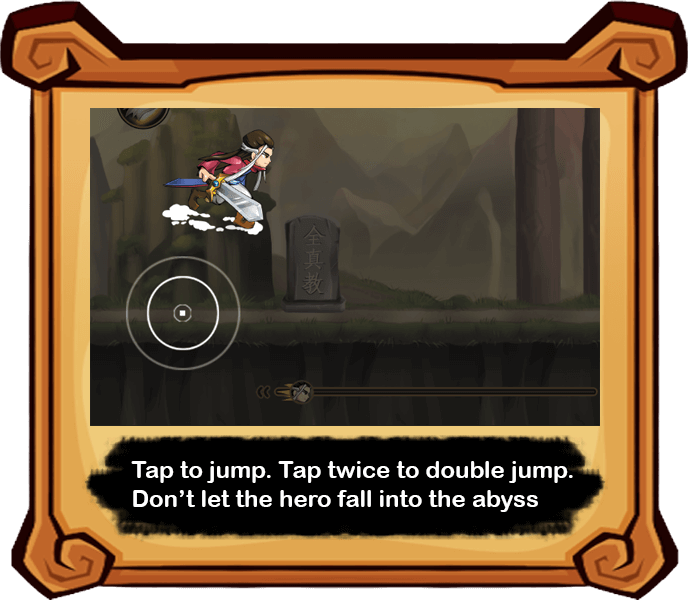 全真教
Tap to jump. Tap twice to double jump.
Don't let the hero fall into the abyss